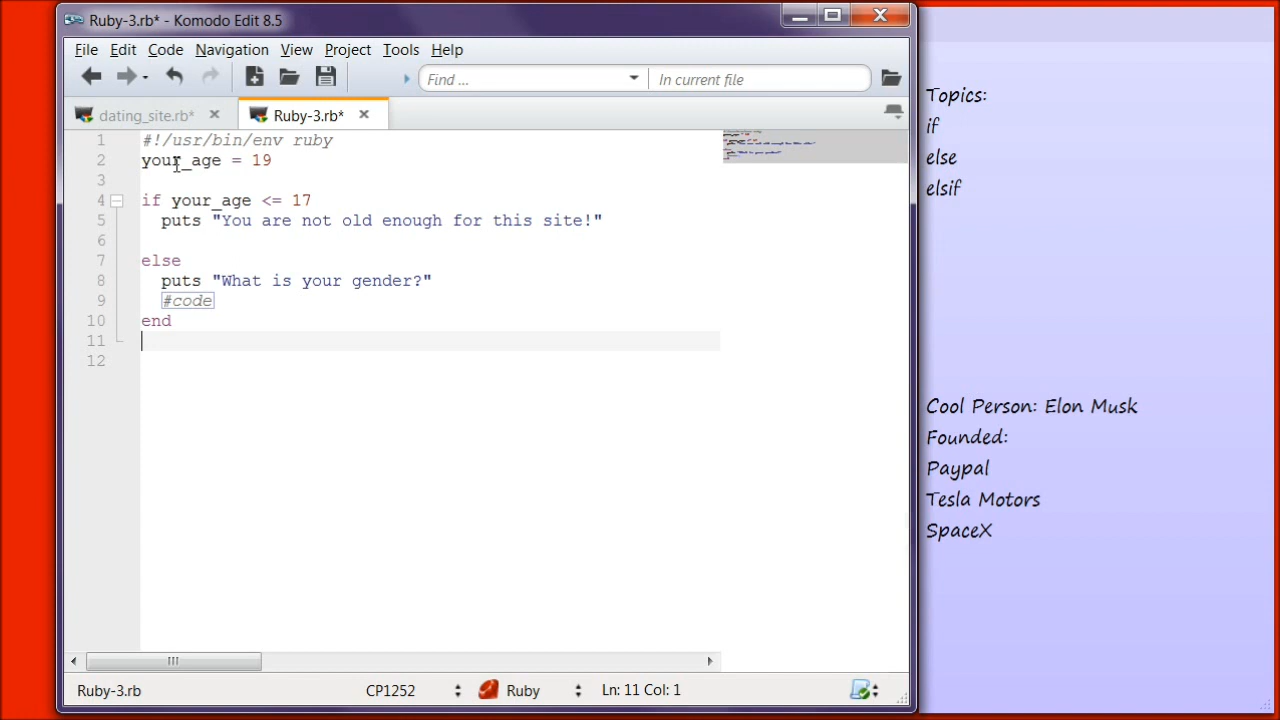 Ruby-3.rb* - Komodo Edit 8.5
File Edit Code Navigation View Project Tools Help
Find ... In current file
dating_site.rb* Ruby-3.rb*
1 #!/usr/bin/env ruby
2 your_age = 19
3
4 if your_age <= 17
5 puts "You are not old enough for this site!"
6
7 else
8 puts "What is your gender?"
9 #code
10 end
11
12
Ruby-3.rb CP1252 Ruby Ln: 11 Col: 1
Topics:
if
else
elsif
Cool Person: Elon Musk
Founded:
Paypal
Tesla Motors
SpaceX